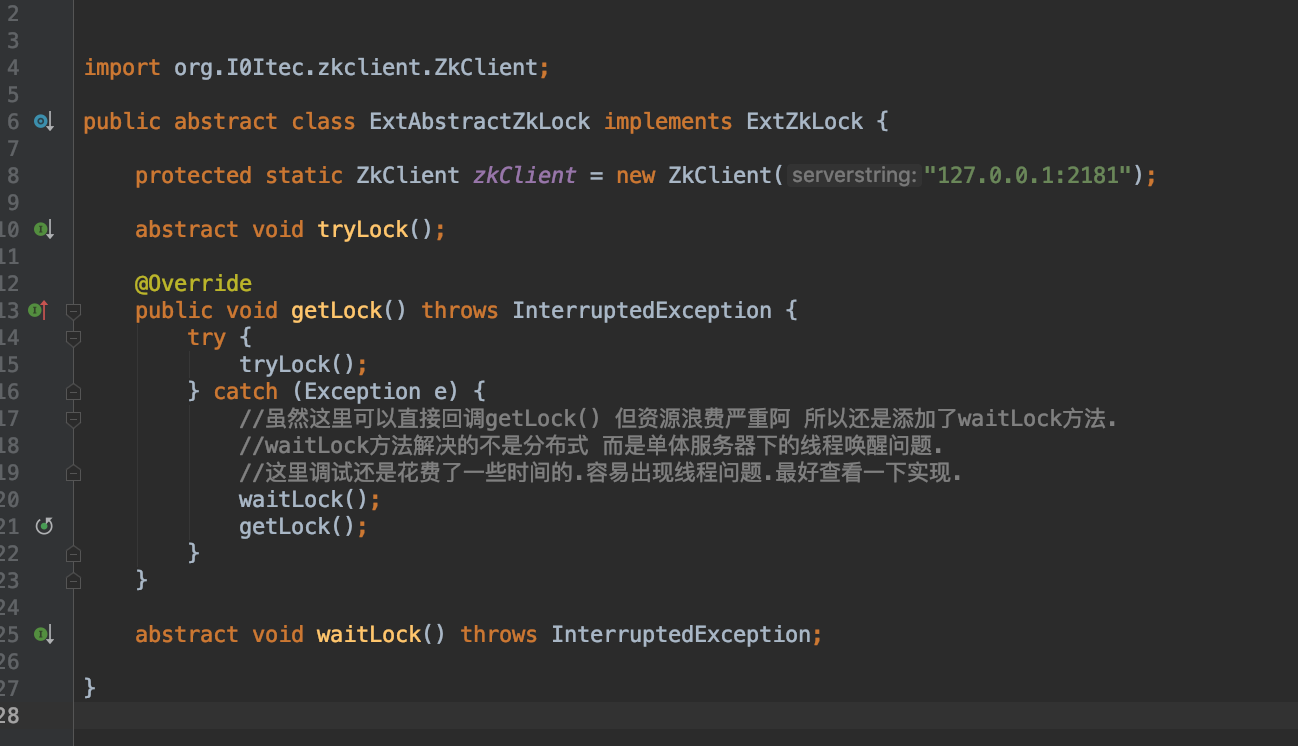 2
3
4 import org.I0Itec.zkclient.ZkClient;
5
6 public abstract class ExtAbstractZkLock implements ExtZkLock {
7
8 protected static ZkClient zkClient = new ZkClient( serverstring: "127.0.0.1:2181");
9
10 abstract void tryLock();
11
12 @Override
13 public void getLock() throws InterruptedException {
14 try {
15 tryLock();
16 } catch (Exception e) {
17 //虽然这里可以直接回调getLock() 但资源浪费严重阿 所以还是添加了waitLock方法.
18 //waitLock方法解决的不是分布式 而是单体服务器下的线程唤醒问题.
19 //这里调试还是花费了一些时间的.容易出现线程问题.最好查看一下实现.
20 waitLock();
21 getLock();
22 }
23 }
24
25 abstract void waitLock() throws InterruptedException;
26
27 }
28